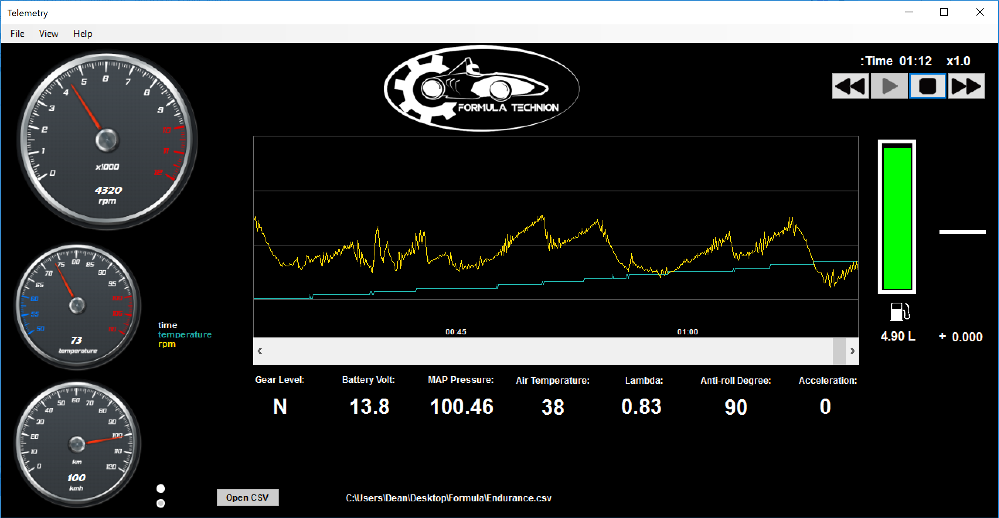 Telemetry
File View Help
:Time 01:12 x1.0
FORMULA TECHNION
0 1 2 3 4 5 6 7 8 9 10 11 12
x1000
4320
rpm
50 55 60 65 70 75 80 85 90 95 100 105 110
73
temperature
0 10 20 30 40 50 60 70 80 90 100 110 120
km
100
kmh
time
temperature
rpm
00:45 01:00
4.90 L + 0.000
Gear Level: Battery Volt: MAP Pressure: Air Temperature: Lambda: Anti-roll Degree: Acceleration:
N 13.8 100.46 38 0.83 90 0
Open CSV C:\Users\Dean\Desktop\Formula\Endurance.csv